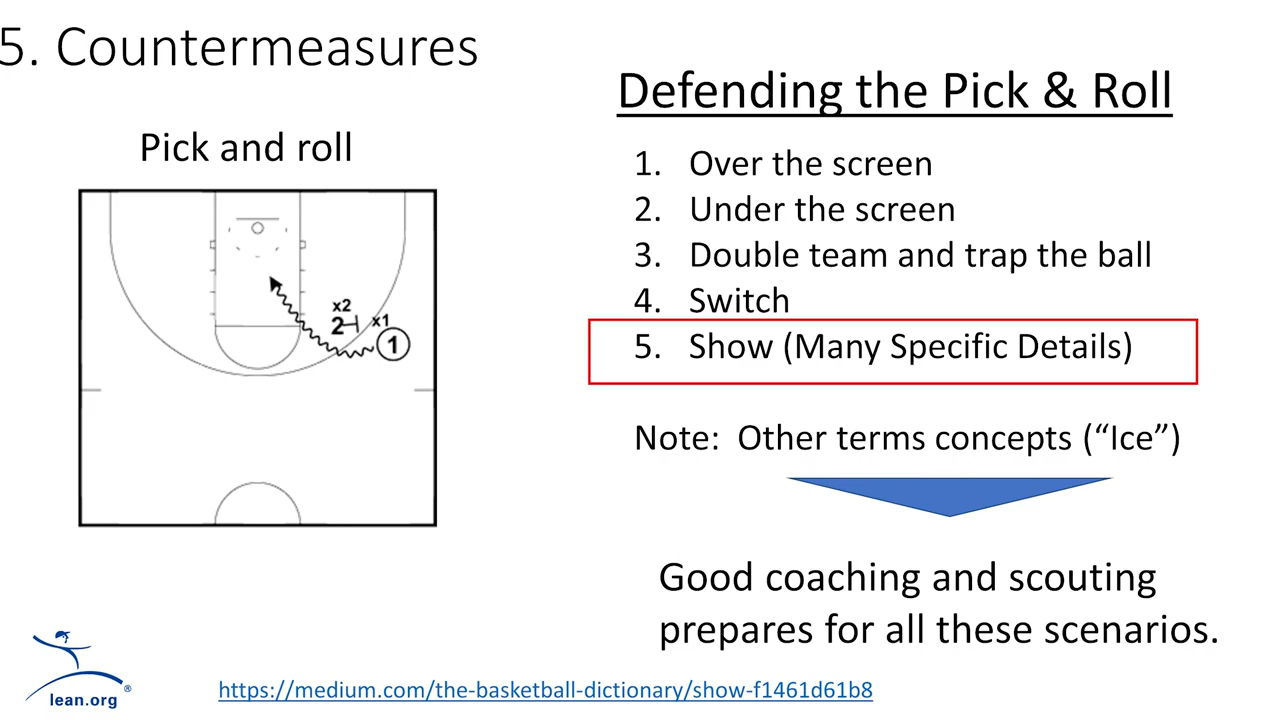 5. Countermeasures
Defending the Pick & Roll
Pick and roll
1. Over the screen
2. Under the screen
3. Double team and trap the ball
4. Switch
5. Show (Many Specific Details)
x2
2
x1
1
Note: Other terms concepts (“Ice”)
Good coaching and scouting
prepares for all these scenarios.
lean.org®
https://medium.com/the-basketball-dictionary/show-f1461d61b8